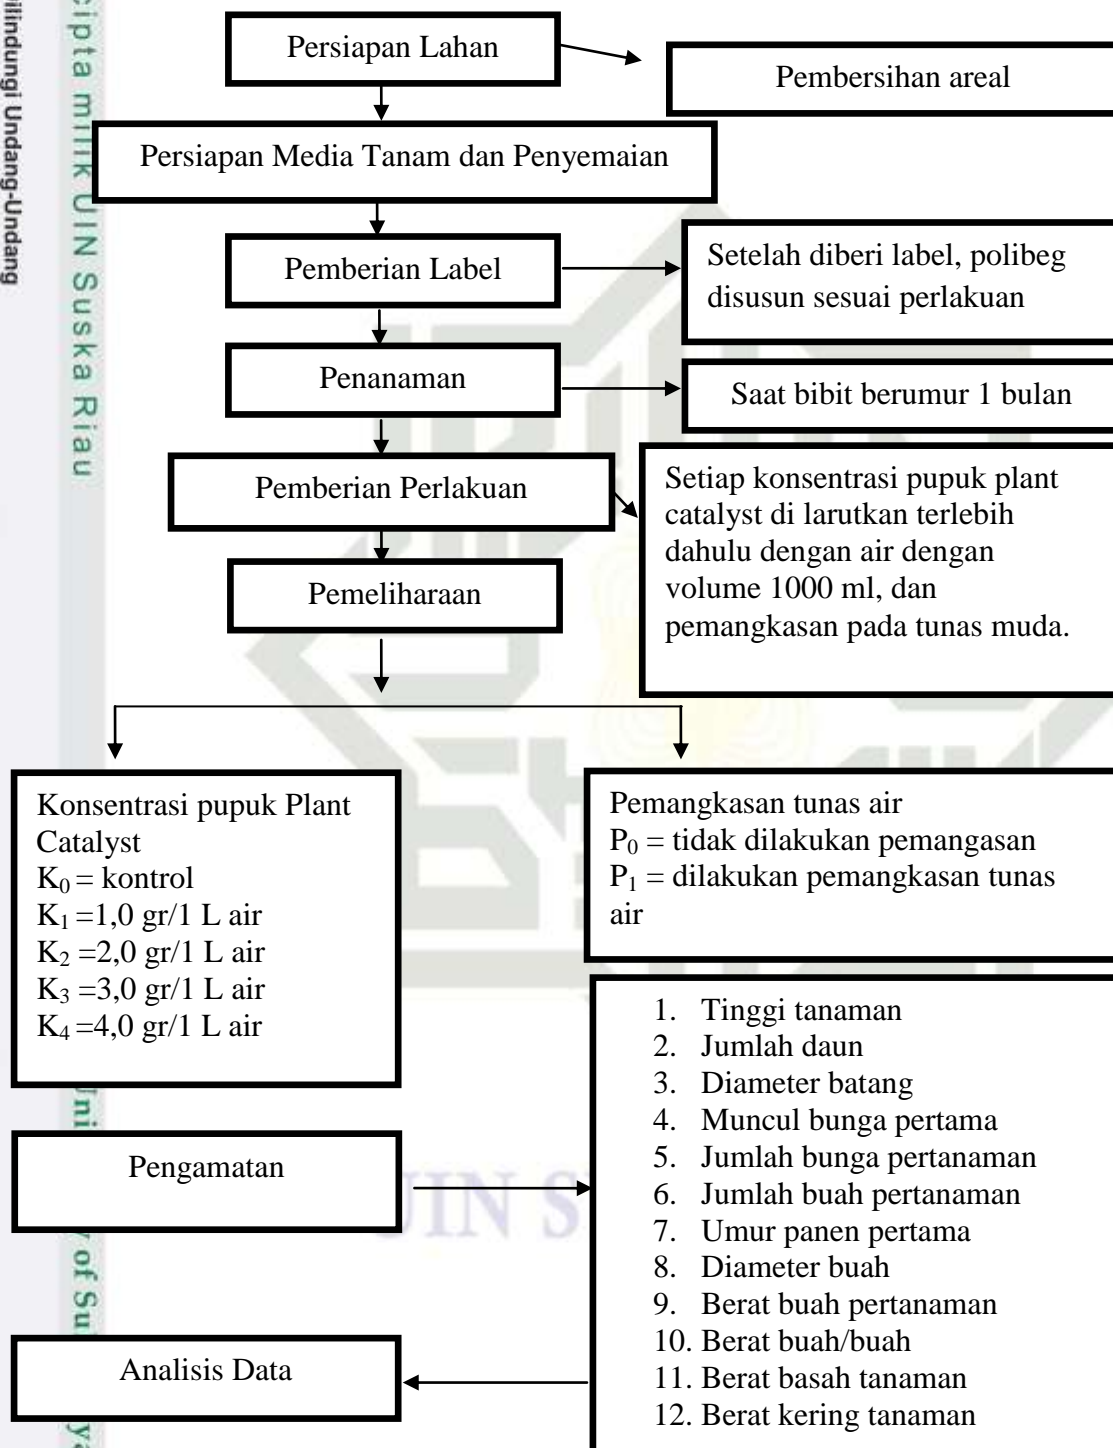 cipta milik UIN Suska Riau
ilindungi Undang-Undang
Persiapan Lahan
Pembersihan areal
Persiapan Media Tanam dan Penyemaian
Pemberian Label
Setelah diberi label, polibeg
disusun sesuai perlakuan
Penanaman
Saat bibit berumur 1 bulan
Pemberian Perlakuan
Setiap konsentrasi pupuk plant
catalyst di larutkan terlebih
dahulu dengan air dengan
volume 1000 ml, dan
pemangkasan pada tunas muda.
Pemeliharaan
Konsentrasi pupuk Plant
Catalyst
K₀ = kontrol
K₁ =1,0 gr/1 L air
K₂ =2,0 gr/1 L air
K₃ =3,0 gr/1 L air
K₄ =4,0 gr/1 L air
Pemangkasan tunas air
P₀ = tidak dilakukan pemangasan
P₁ = dilakukan pemangkasan tunas
air
Pengamatan
1. Tinggi tanaman
2. Jumlah daun
3. Diameter batang
4. Muncul bunga pertama
5. Jumlah bunga pertanaman
6. Jumlah buah pertanaman
7. Umur panen pertama
8. Diameter buah
9. Berat buah pertanaman
10. Berat buah/buah
11. Berat basah tanaman
12. Berat kering tanaman
Analisis Data
UIN S
of Su